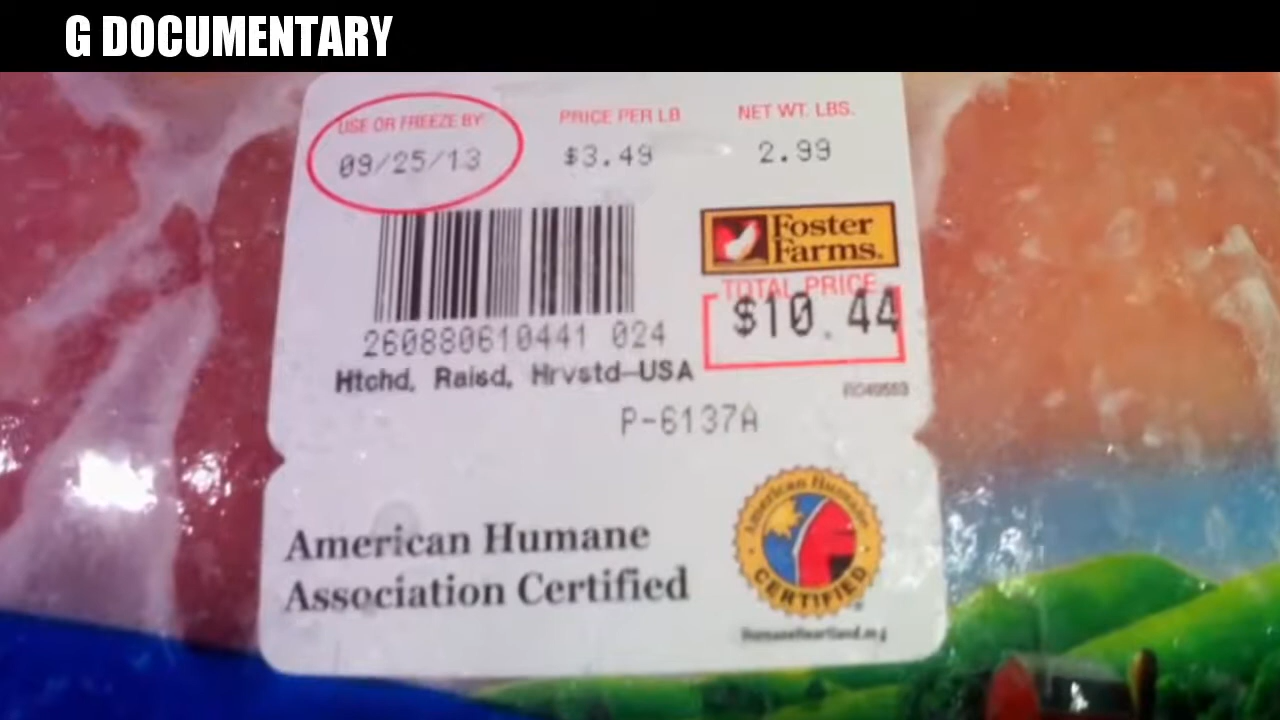 G DOCUMENTARY
USE OR FREEZE BY: PRICE PER LB NET WT. LBS.
09/25/13 $3.49 2.99
Foster
Farms.
TOTAL PRICE
$10.44
260880610441 024
Htchd, Raisd, Hrvstd-USA
P-6137A
American Humane
Association Certified
American Humane
CERTIFIED